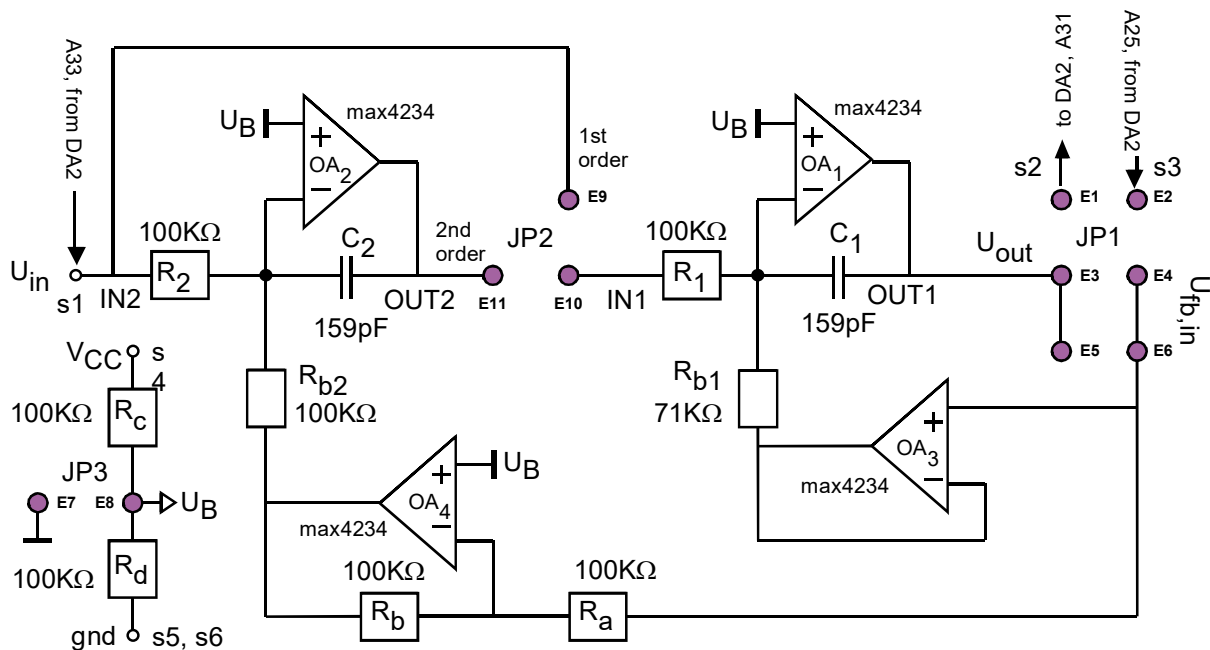 A33, from DA2
to DA2, A31
A25, from DA2
max4234
U_B
+
OA_2
−
1st
order
E9
max4234
U_B
+
OA_1
−
s2
E1
s3
E2
100KΩ
R_2
U_in
s1
IN2
C_2
159pF
2nd
order
OUT2
E11
JP2
E10
IN1
100KΩ
R_1
C_1
159pF
OUT1
U_out
JP1
E3
E4
E5
E6
U_fb,in
V_CC
s
4
100KΩ
R_c
JP3
E7
E8
U_B
100KΩ
R_d
gnd
s5, s6
R_b2
100KΩ
R_b1
71KΩ
+
OA_3
−
max4234
U_B
+
OA_4
−
max4234
100KΩ
R_b
100KΩ
R_a